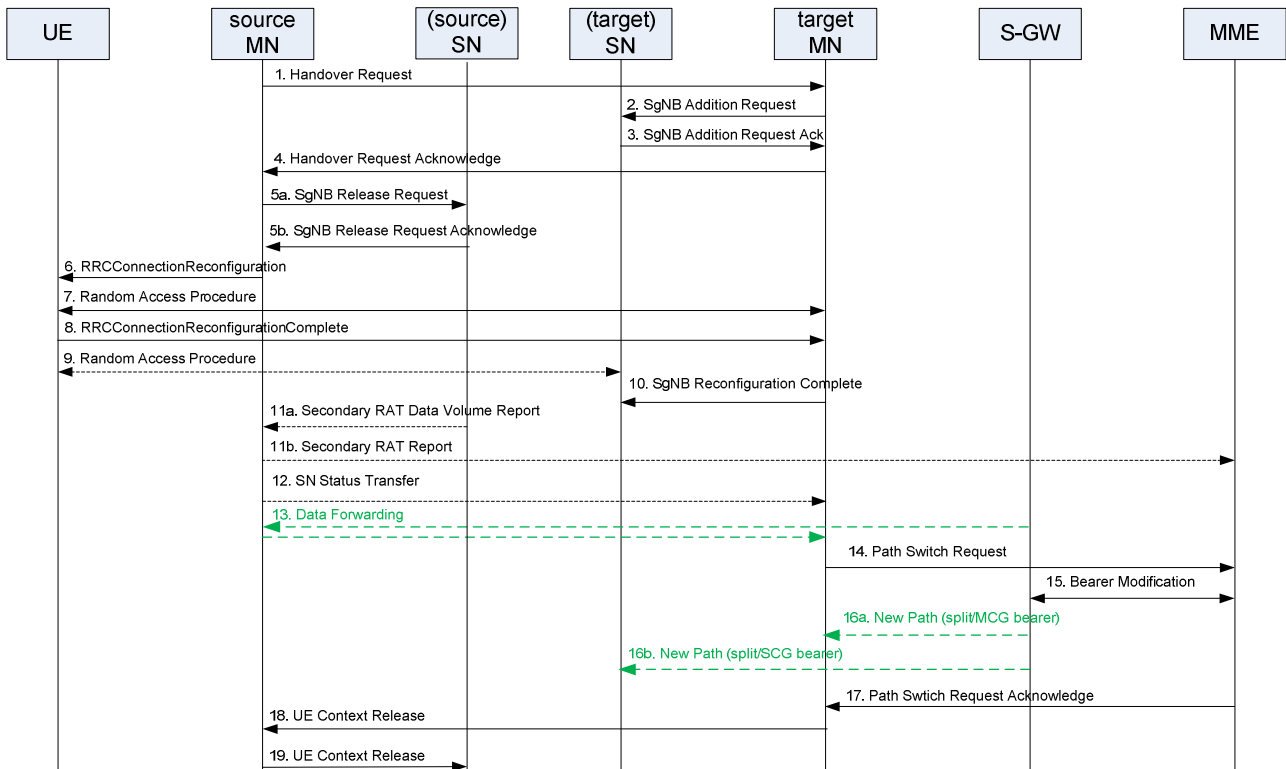 UE
source
MN
(source)
SN
(target)
SN
target
MN
S-GW
MME
1. Handover Request
2. SgNB Addition Request
3. SgNB Addition Request Ack
4. Handover Request Acknowledge
5a. SgNB Release Request
5b. SgNB Release Request Acknowledge
6. RRCConnectionReconfiguration
7. Random Access Procedure
8. RRCConnectionReconfigurationComplete
9. Random Access Procedure
10. SgNB Reconfiguration Complete
11a. Secondary RAT Data Volume Report
11b. Secondary RAT Report
12. SN Status Transfer
13. Data Forwarding
14. Path Switch Request
15. Bearer Modification
16a. New Path (split/MCG bearer)
16b. New Path (split/SCG bearer)
17. Path Swtich Request Acknowledge
18. UE Context Release
19. UE Context Release